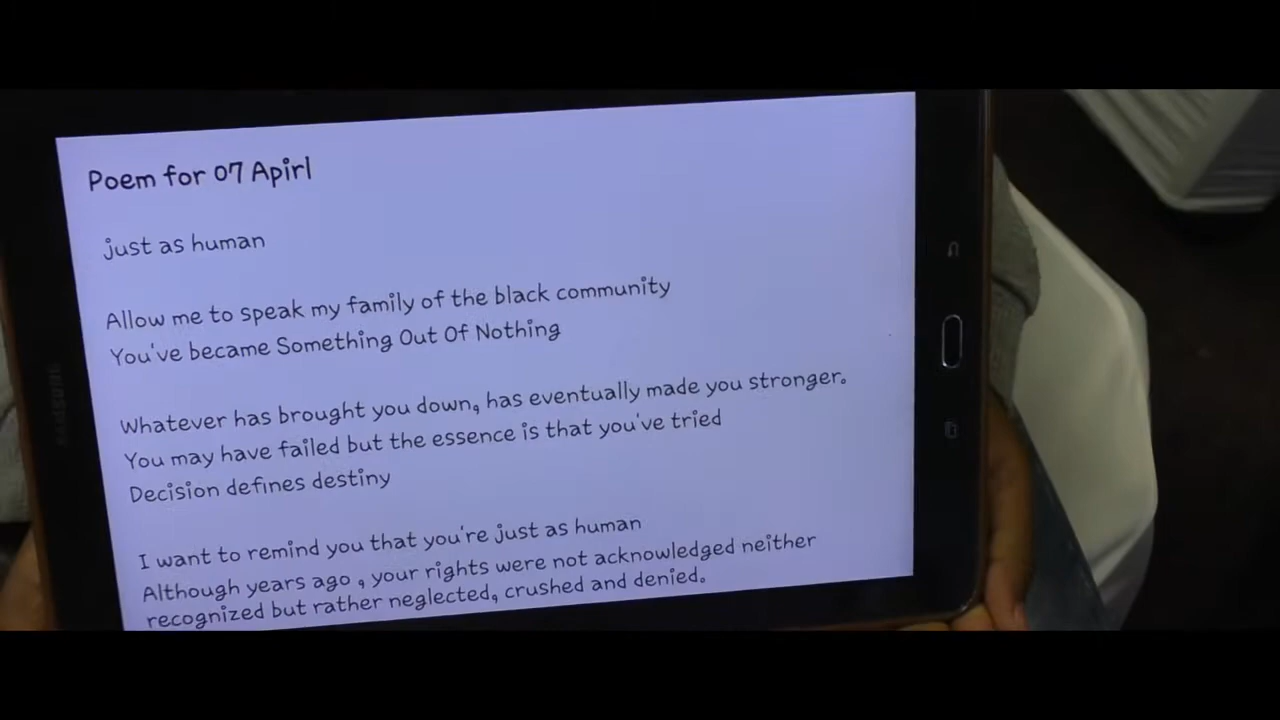 Poem for 07 Apirl
just as human
Allow me to speak my family of the black community
You've became Something Out Of Nothing
Whatever has brought you down, has eventually made you stronger.
You may have failed but the essence is that you've tried
Decision defines destiny
I want to remind you that you're just as human
Although years ago , your rights were not acknowledged neither
recognized but rather neglected, crushed and denied.
SAMSUNG